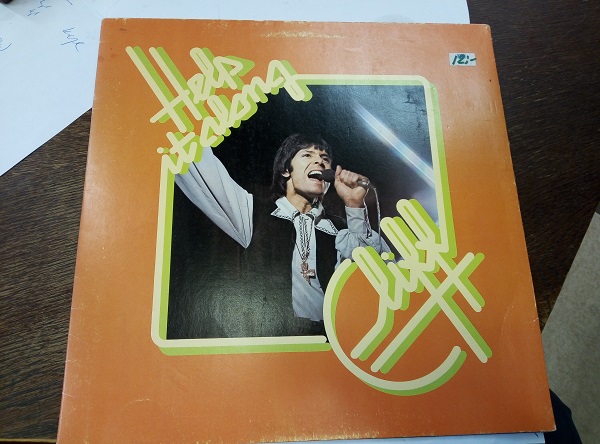 Help
it along
12:-
Cliff